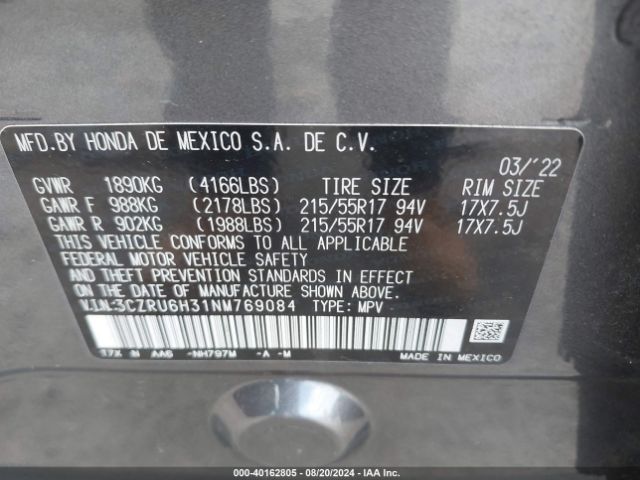 MFD.BY HONDA DE MEXICO S.A. DE C.V.
03/'22
GVWR 1890KG (4166LBS) TIRE SIZE RIM SIZE
GAWR F 988KG (2178LBS) 215/55R17 94V 17X7.5J
GAWR R 902KG (1988LBS) 215/55R17 94V 17X7.5J
THIS VEHICLE CONFORMS TO ALL APPLICABLE
FEDERAL MOTOR VEHICLE SAFETY
AND THEFT PREVENTION STANDARDS IN EFFECT
ON THE DATE OF MANUFACTURE SHOWN ABOVE.
VIN:3CZRU6H31NM769084 TYPE: MPV
17X N AA6 -NH797M -A -M MADE IN MEXICO
000-40162805 - 08/20/2024 - IAA Inc.